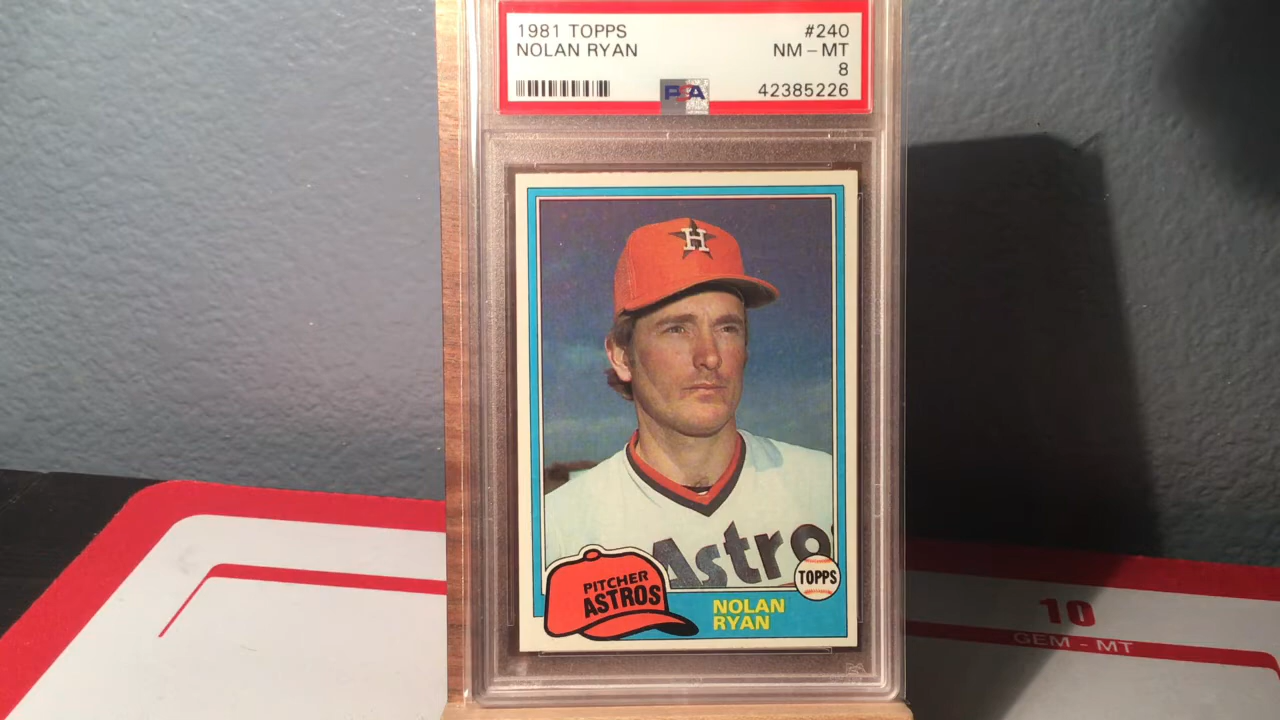 1981 TOPPS #240
NOLAN RYAN NM-MT
8
PSA 42385226
H
Astro
PITCHER
ASTROS
TOPPS
NOLAN
RYAN
10
GEM-MT